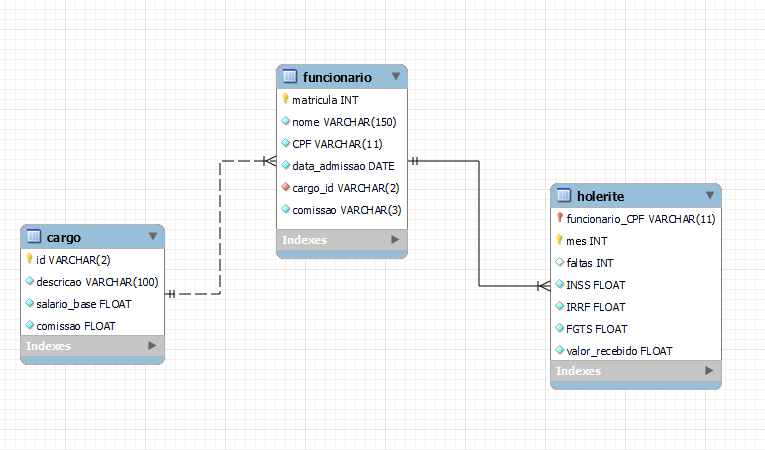 funcionario
matricula INT
nome VARCHAR(150)
CPF VARCHAR(11)
data_admissao DATE
cargo_id VARCHAR(2)
comissao VARCHAR(3)
Indexes
holerite
funcionario_CPF VARCHAR(11)
mes INT
faltas INT
INSS FLOAT
IRRF FLOAT
FGTS FLOAT
valor_recebido FLOAT
Indexes
cargo
id VARCHAR(2)
descricao VARCHAR(100)
salario_base FLOAT
comissao FLOAT
Indexes